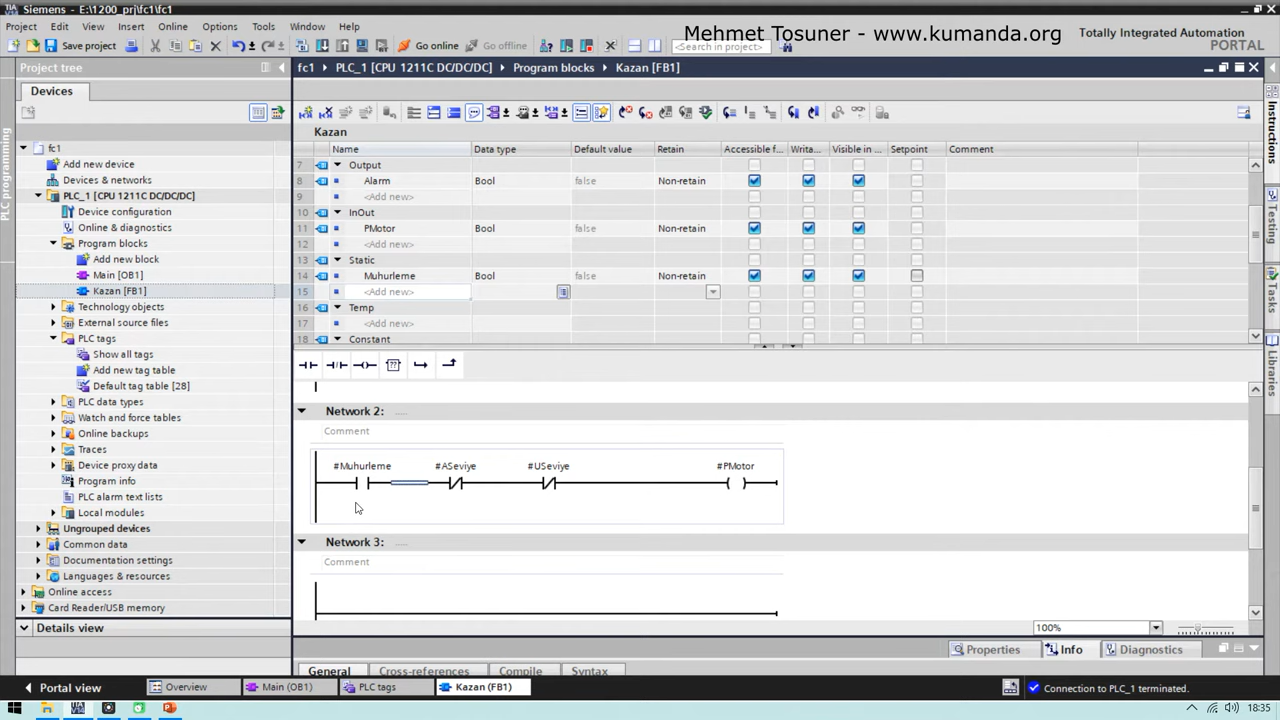 Siemens - E:\1200_prj\fc1\fc1
Project Edit View Insert Online Options Tools Window Help
Mehmet Tosuner - www.kumanda.org
Totally Integrated Automation
PORTAL
Save project
Go online
Go offline
<Search in project>
Project tree
fc1 PLC_1 [CPU 1211C DC/DC/DC] Program blocks Kazan [FB1]
Devices
PLC programming
fc1
Add new device
Devices & networks
PLC_1 [CPU 1211C DC/DC/DC]
Device configuration
Online & diagnostics
Program blocks
Add new block
Main [OB1]
Kazan [FB1]
Technology objects
External source files
PLC tags
Show all tags
Add new tag table
Default tag table [28]
PLC data types
Watch and force tables
Online backups
Traces
Device proxy data
Program info
PLC alarm text lists
Local modules
Ungrouped devices
Common data
Documentation settings
Languages & resources
Online access
Card Reader/USB memory
Details view
Kazan
Name Data type Default value Retain Accessible f... Writa... Visible in ... Setpoint Comment
7 Output
8 Alarm Bool false Non-retain
9 <Add new>
10 InOut
11 PMotor Bool false Non-retain
12 <Add new>
13 Static
14 Muhurleme Bool false Non-retain
15 <Add new>
16 Temp
17 <Add new>
18 Constant
??
Network 2: .....
Comment
#Muhurleme #ASeviye #USeviye #PMotor
Network 3: .....
Comment
100%
Properties Info Diagnostics
General Cross-references Compile Syntax
Instructions
Testing
Tasks
Libraries
Portal view Overview Main (OB1) PLC tags Kazan (FB1)
Connection to PLC_1 terminated.
18:35